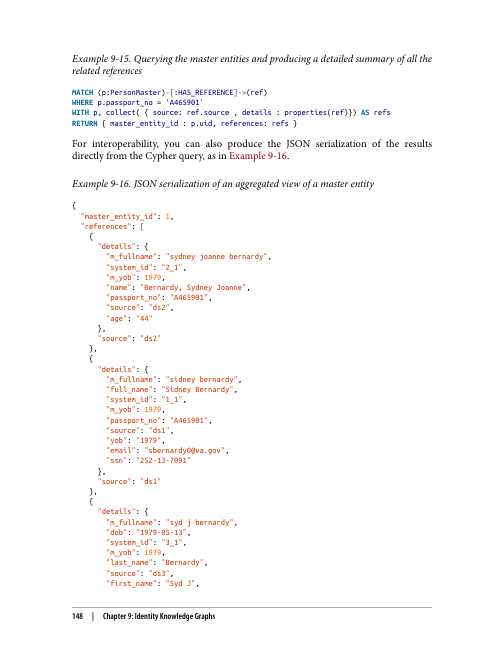 Example 9-15. Querying the master entities and producing a detailed summary of all the
related references
MATCH (p:PersonMaster)-[:HAS_REFERENCE]->(ref)
WHERE p.passport_no = 'A465901'
WITH p, collect( { source: ref.source , details : properties(ref)}) AS refs
RETURN { master_entity_id : p.uid, references: refs }
For interoperability, you can also produce the JSON serialization of the results
directly from the Cypher query, as in Example 9-16.
Example 9-16. JSON serialization of an aggregated view of a master entity
{
"master_entity_id": 1,
"references": [
{
"details": {
"m_fullname": "sydney joanne bernardy",
"system_id": "2_1",
"m_yob": 1979,
"name": "Bernardy, Sydney Joanne",
"passport_no": "A465901",
"source": "ds2",
"age": "44"
},
"source": "ds2"
},
{
"details": {
"m_fullname": "sidney bernardy",
"full_name": "Sidney Bernardy",
"system_id": "1_1",
"m_yob": 1979,
"passport_no": "A465901",
"source": "ds1",
"yob": "1979",
"email": "sbernardy0@va.gov",
"ssn": "252-13-7091"
},
"source": "ds1"
},
{
"details": {
"m_fullname": "syd j bernardy",
"dob": "1979-05-13",
"system_id": "3_1",
"m_yob": 1979,
"last_name": "Bernardy",
"source": "ds3",
"first_name": "Syd J",
148 | Chapter 9: Identity Knowledge Graphs